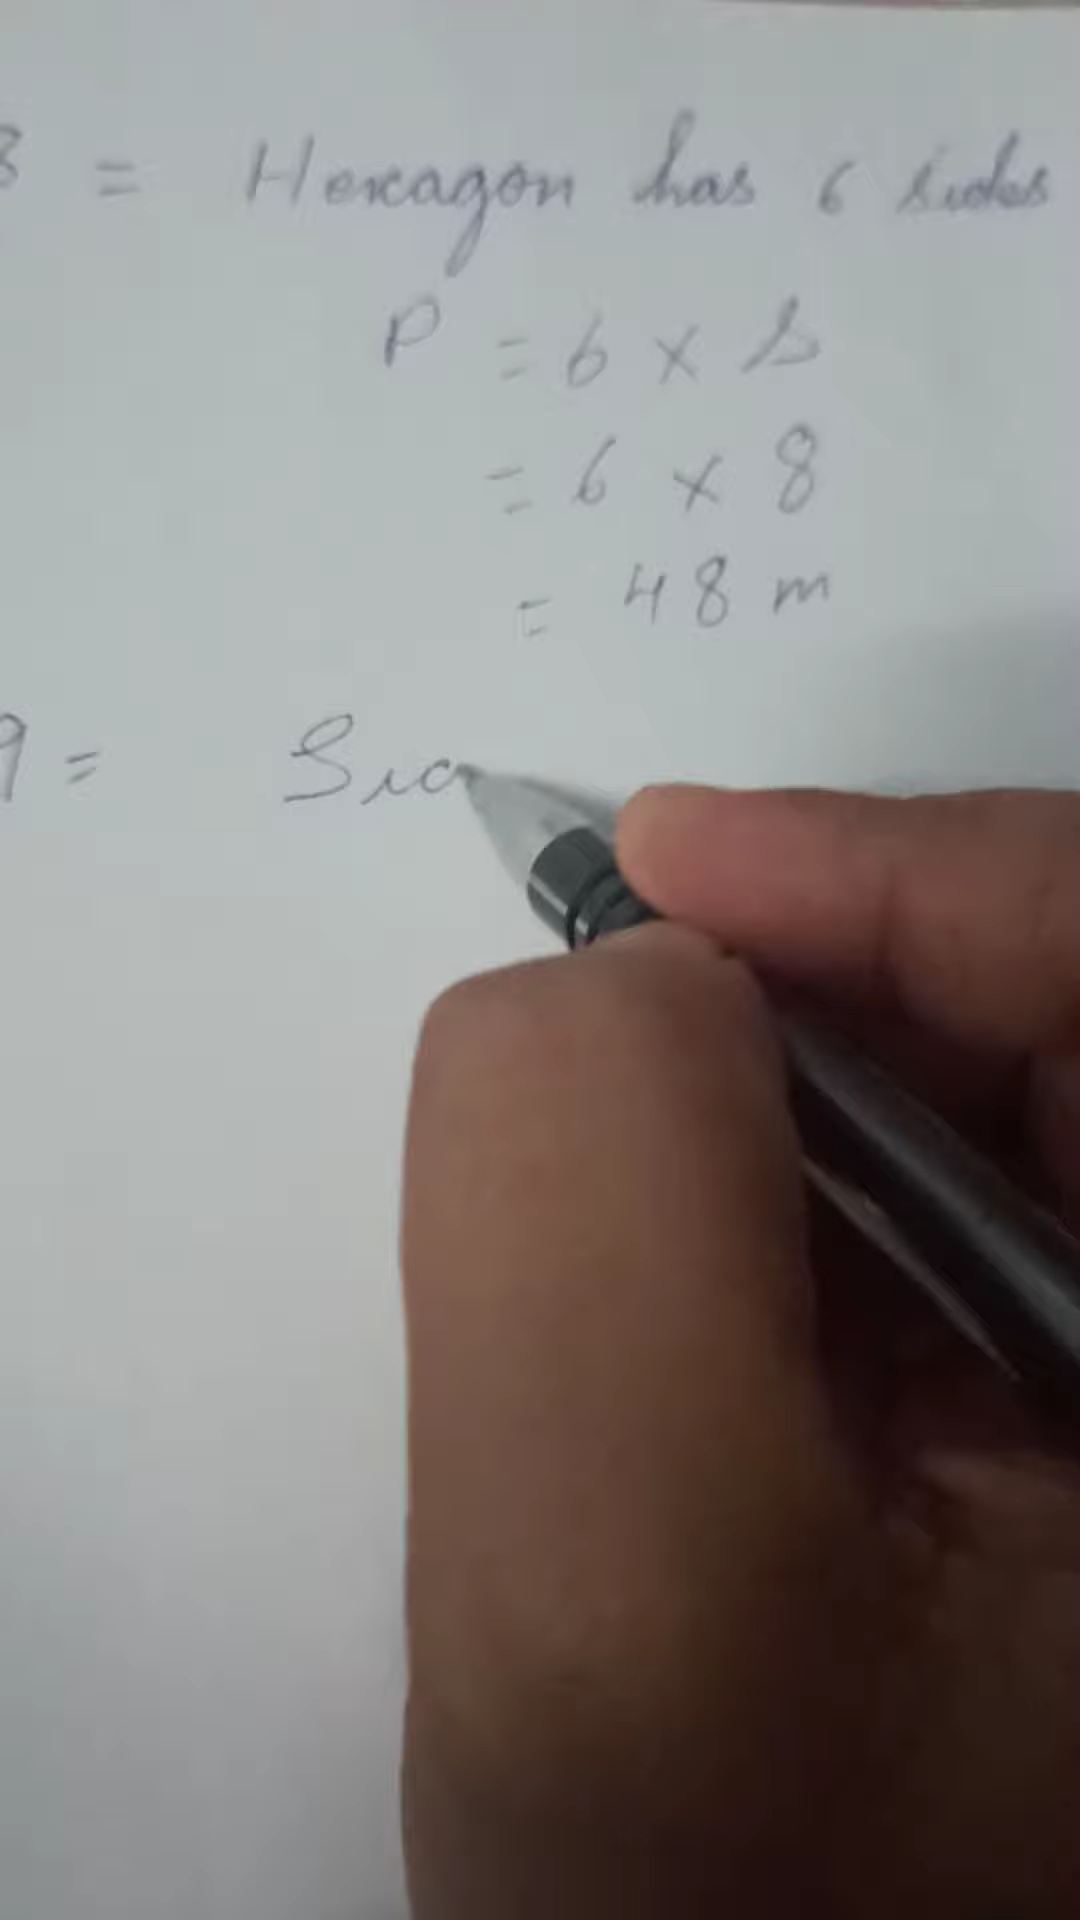 8 = Hexagon has 6 sides
P = 6 × s
= 6 × 8
= 48 m
9 =